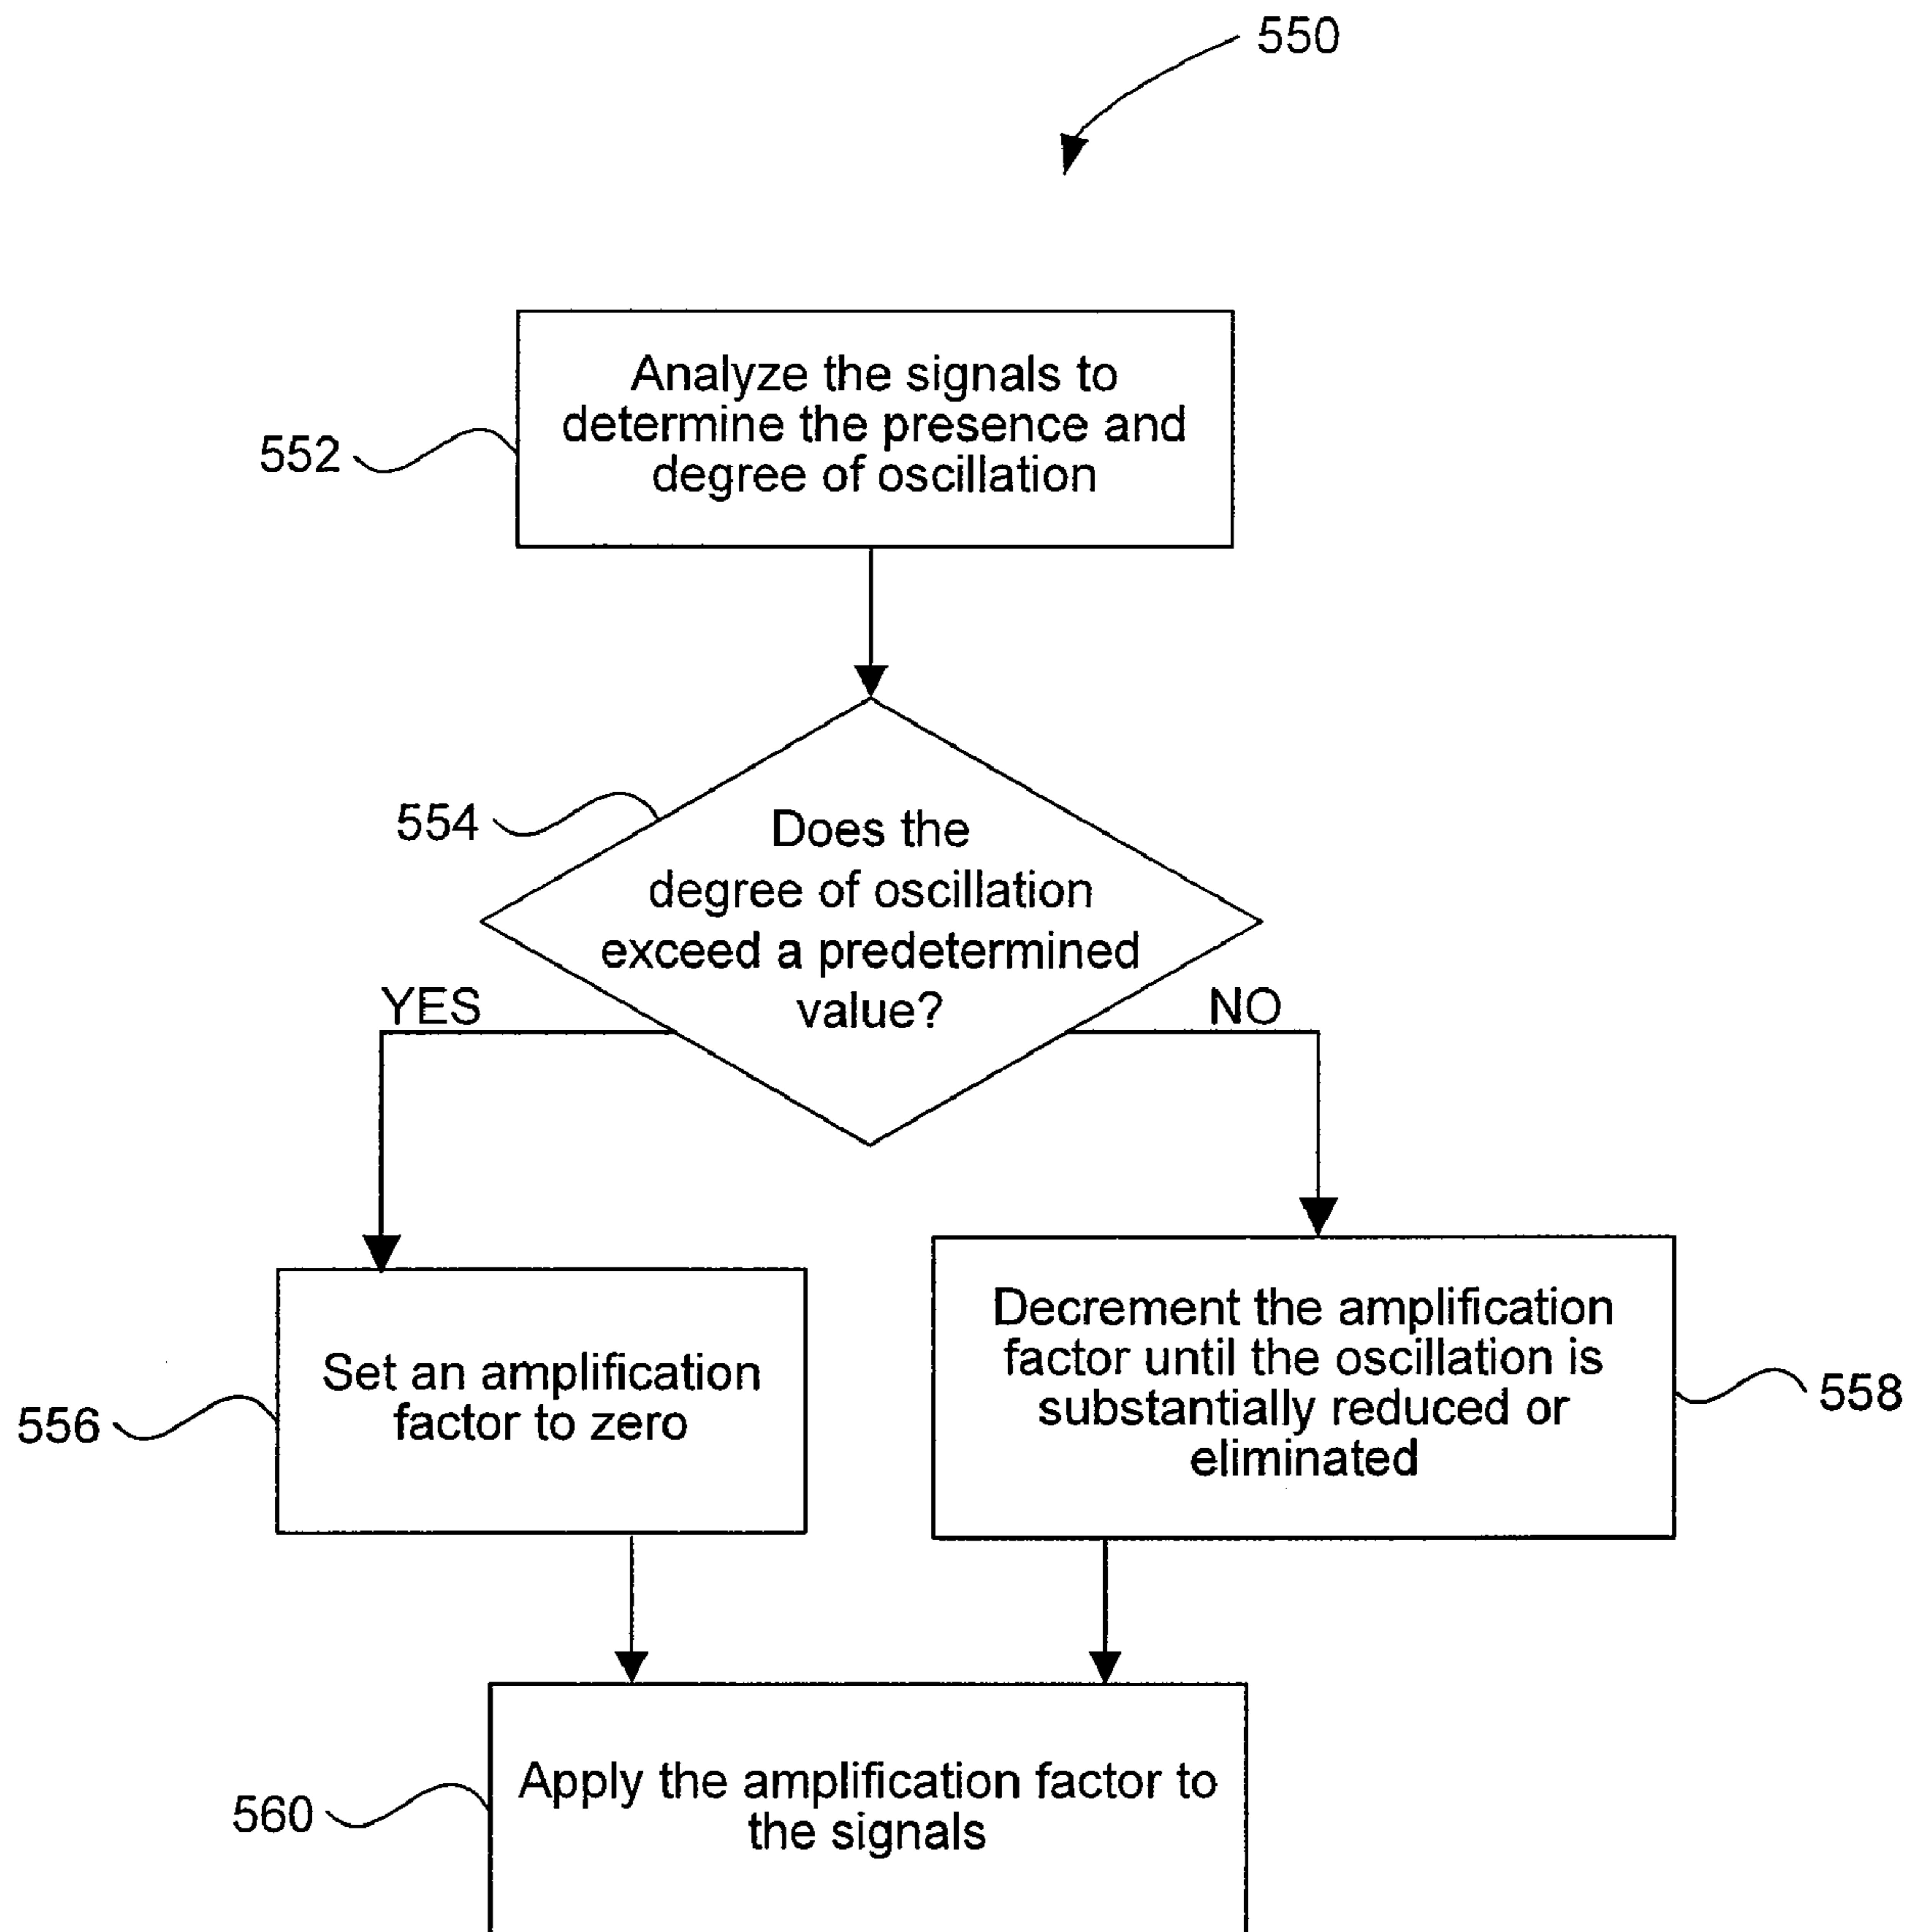 550
Analyze the signals to
determine the presence and
degree of oscillation
552
554
Does the
degree of oscillation
exceed a predetermined
value?
YES
NO
Set an amplification
factor to zero
556
Decrement the amplification
factor until the oscillation is
substantially reduced or
eliminated
558
Apply the amplification factor to
the signals
560